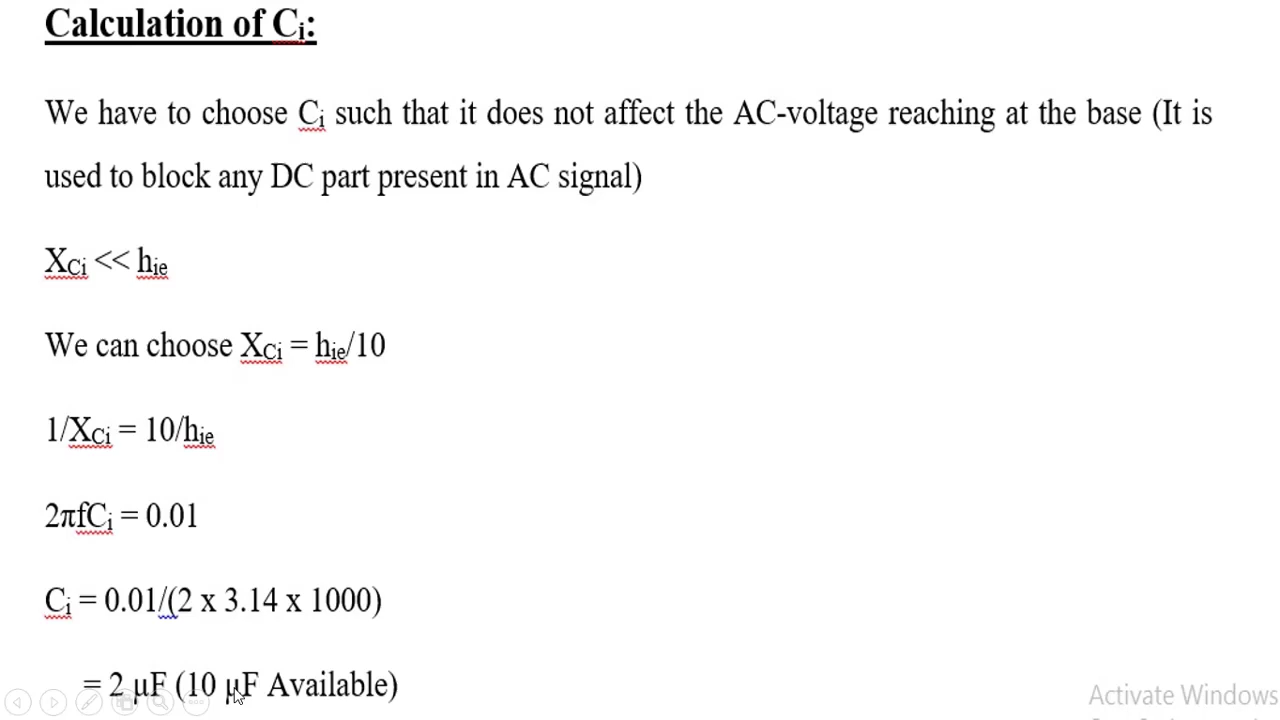 Calculation of Ci:
We have to choose Ci such that it does not affect the AC-voltage reaching at the base (It is
used to block any DC part present in AC signal)
XCi << hie
We can choose XCi = hie/10
1/XCi = 10/hie
2πfCi = 0.01
Ci = 0.01/(2 x 3.14 x 1000)
= 2 μF (10 μF Available)
Activate Windows